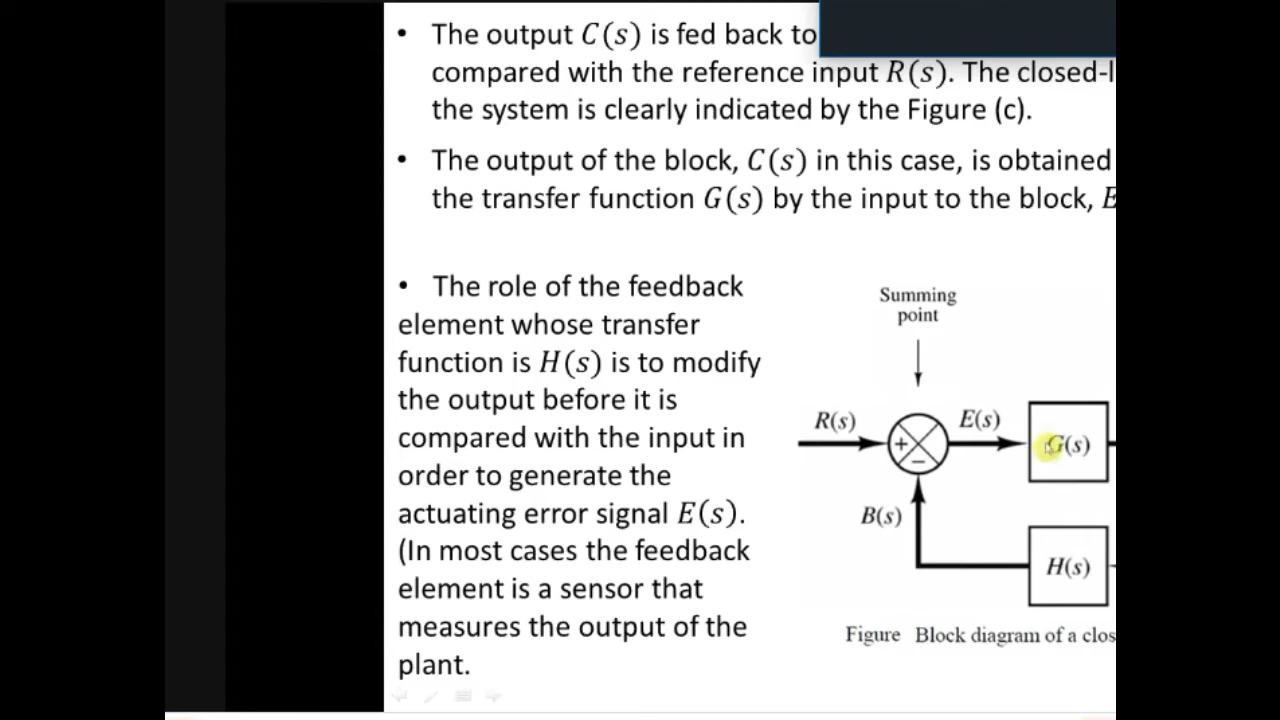 • The output C(s) is fed back to
compared with the reference input R(s). The closed-l
the system is clearly indicated by the Figure (c).
• The output of the block, C(s) in this case, is obtained
the transfer function G(s) by the input to the block, E
• The role of the feedback
element whose transfer
function is H(s) is to modify
the output before it is
compared with the input in
order to generate the
actuating error signal E(s).
(In most cases the feedback
element is a sensor that
measures the output of the
plant.
Summing
point
R(s)
+
−
E(s)
G(s)
B(s)
H(s)
Figure Block diagram of a clos